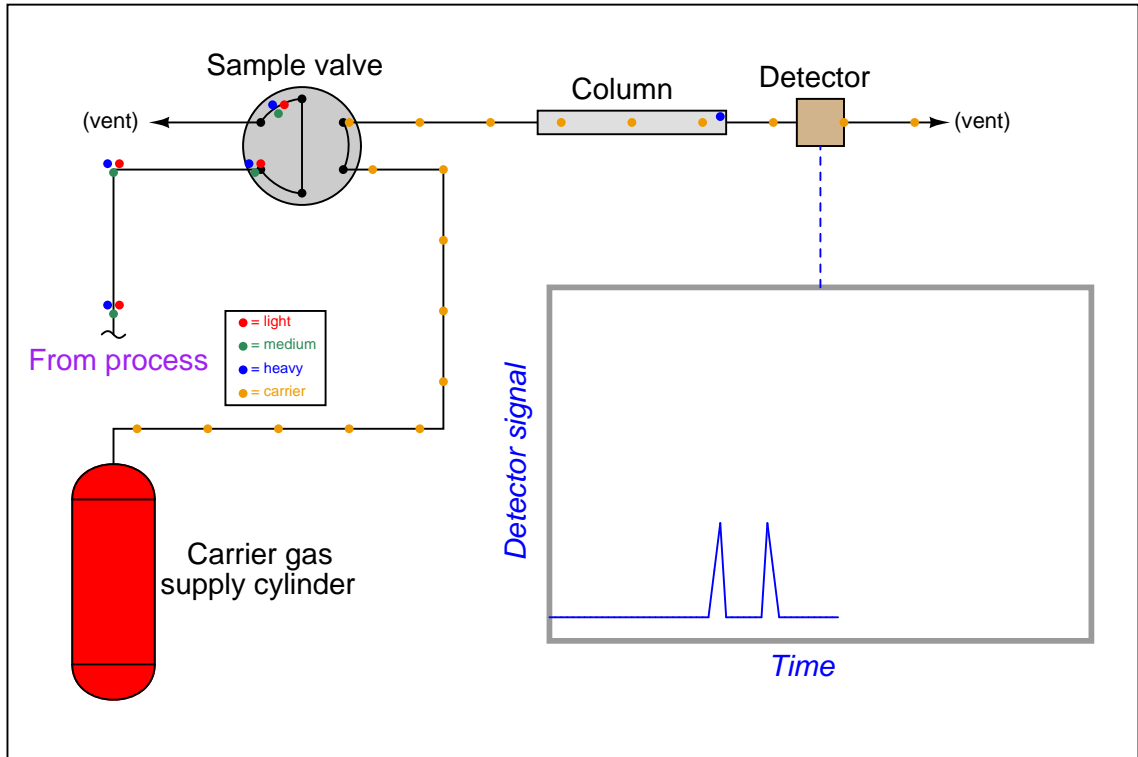 Sample valve
Column
Detector
(vent)
(vent)
= light
= medium
= heavy
= carrier
From process
Detector signal
Carrier gas
supply cylinder
Time